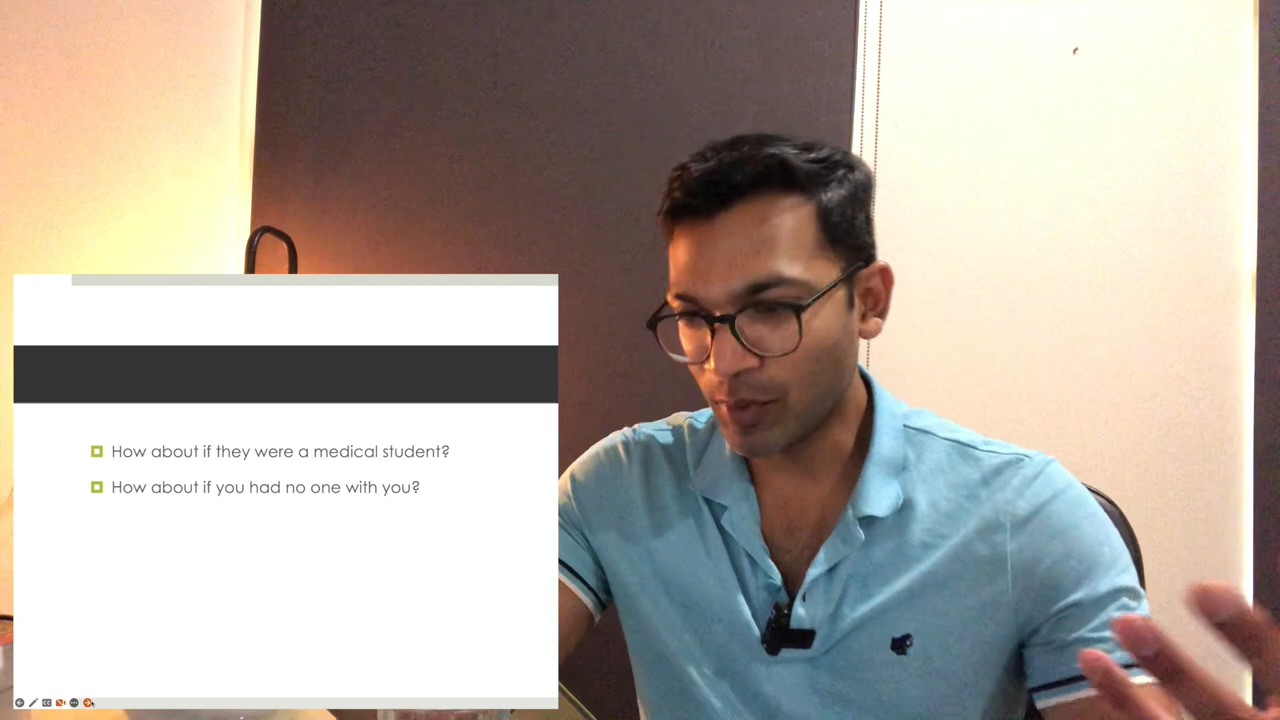 How about if they were a medical student?
How about if you had no one with you?